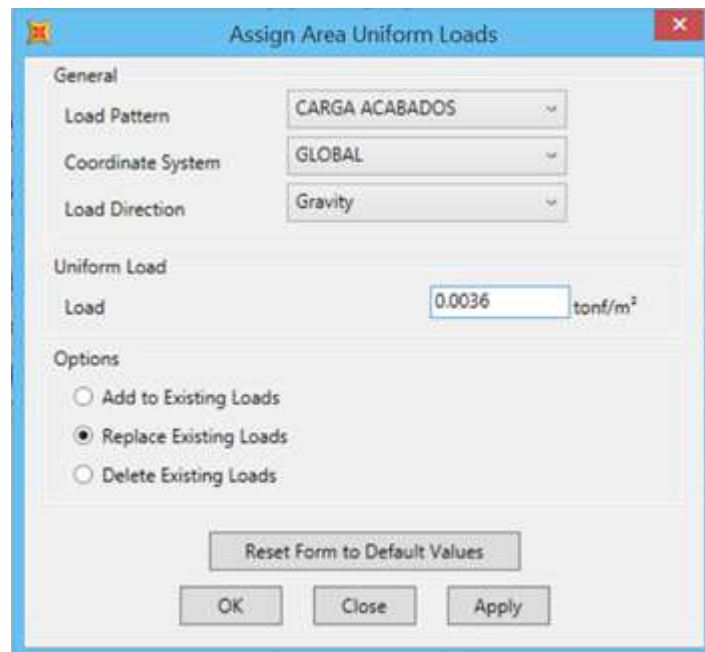 Assign Area Uniform Loads
General
Load Pattern CARGA ACABADOS
Coordinate System GLOBAL
Load Direction Gravity
Uniform Load
Load 0.0036 tonf/m²
Options
Add to Existing Loads
Replace Existing Loads
Delete Existing Loads
Reset Form to Default Values
OK Close Apply